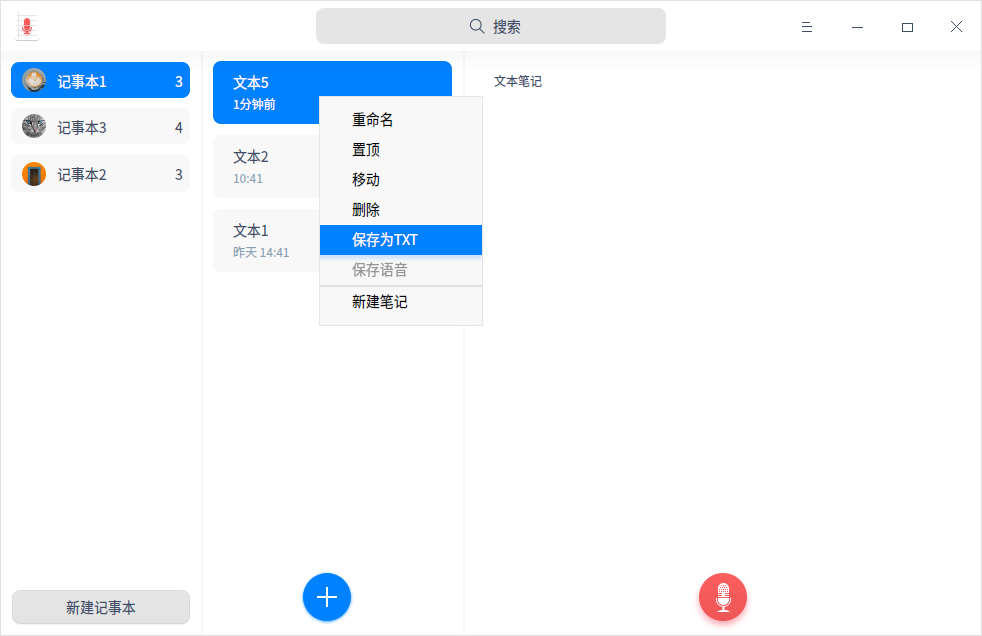 搜索
记事本1 3
记事本3 4
记事本2 3
新建记事本
文本5
1分钟前
文本2
10:41
文本1
昨天 14:41
重命名
置顶
移动
删除
保存为TXT
保存语音
新建笔记
文本笔记